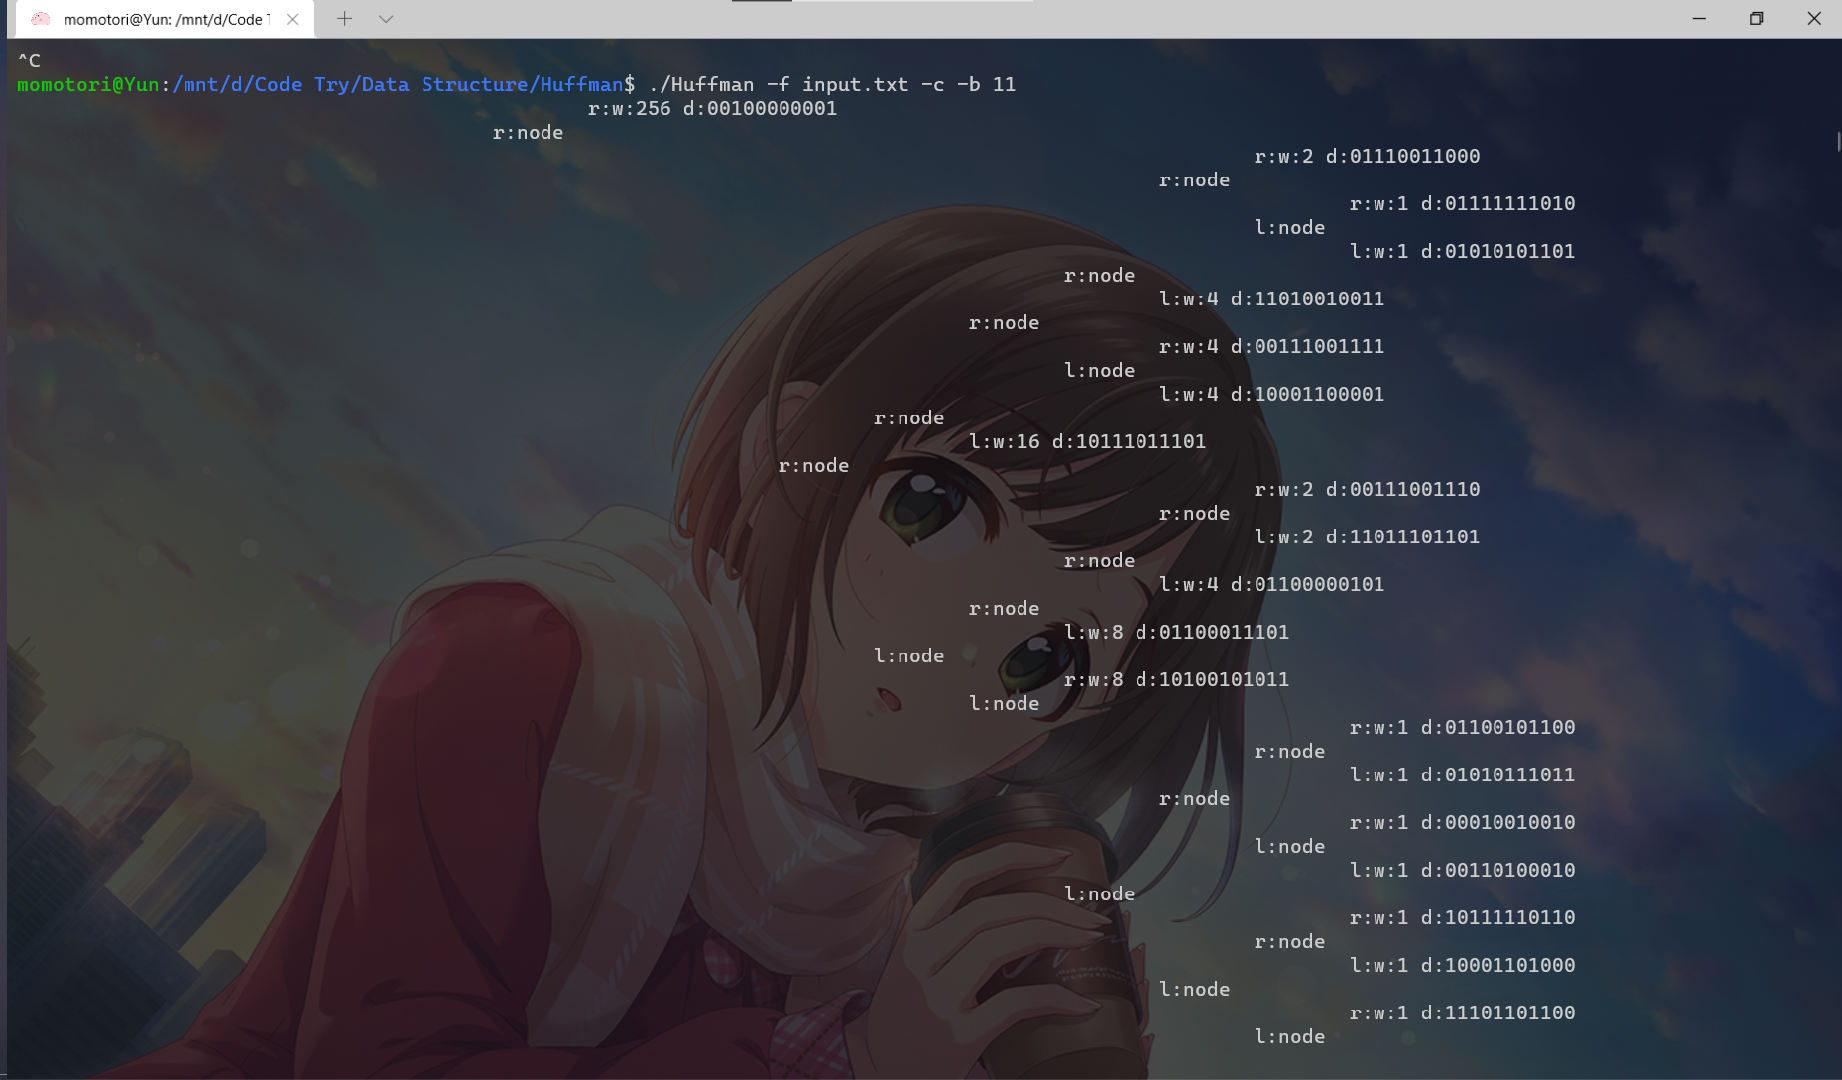 momotori@Yun: /mnt/d/Code T
^C
momotori@Yun:/mnt/d/Code Try/Data Structure/Huffman$ ./Huffman -f input.txt -c -b 11
r:w:256 d:00100000001
r:node
r:w:2 d:01110011000
r:node
r:w:1 d:01111111010
l:node
l:w:1 d:01010101101
r:node
l:w:4 d:11010010011
r:node
r:w:4 d:00111001111
l:node
l:w:4 d:10001100001
r:node
l:w:16 d:10111011101
r:node
r:w:2 d:00111001110
r:node
l:w:2 d:11011101101
r:node
l:w:4 d:01100000101
r:node
l:w:8 d:01100011101
l:node
r:w:8 d:10100101011
l:node
r:w:1 d:01100101100
r:node
l:w:1 d:01010111011
r:node
r:w:1 d:00010010010
l:node
l:w:1 d:00110100010
l:node
r:w:1 d:10111110110
r:node
l:w:1 d:10001101000
l:node
r:w:1 d:11101101100
l:node